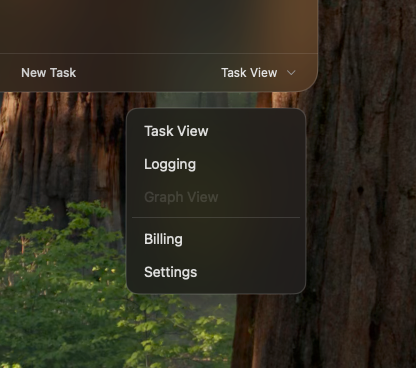 New Task
Task View
Task View
Logging
Graph View
Billing
Settings